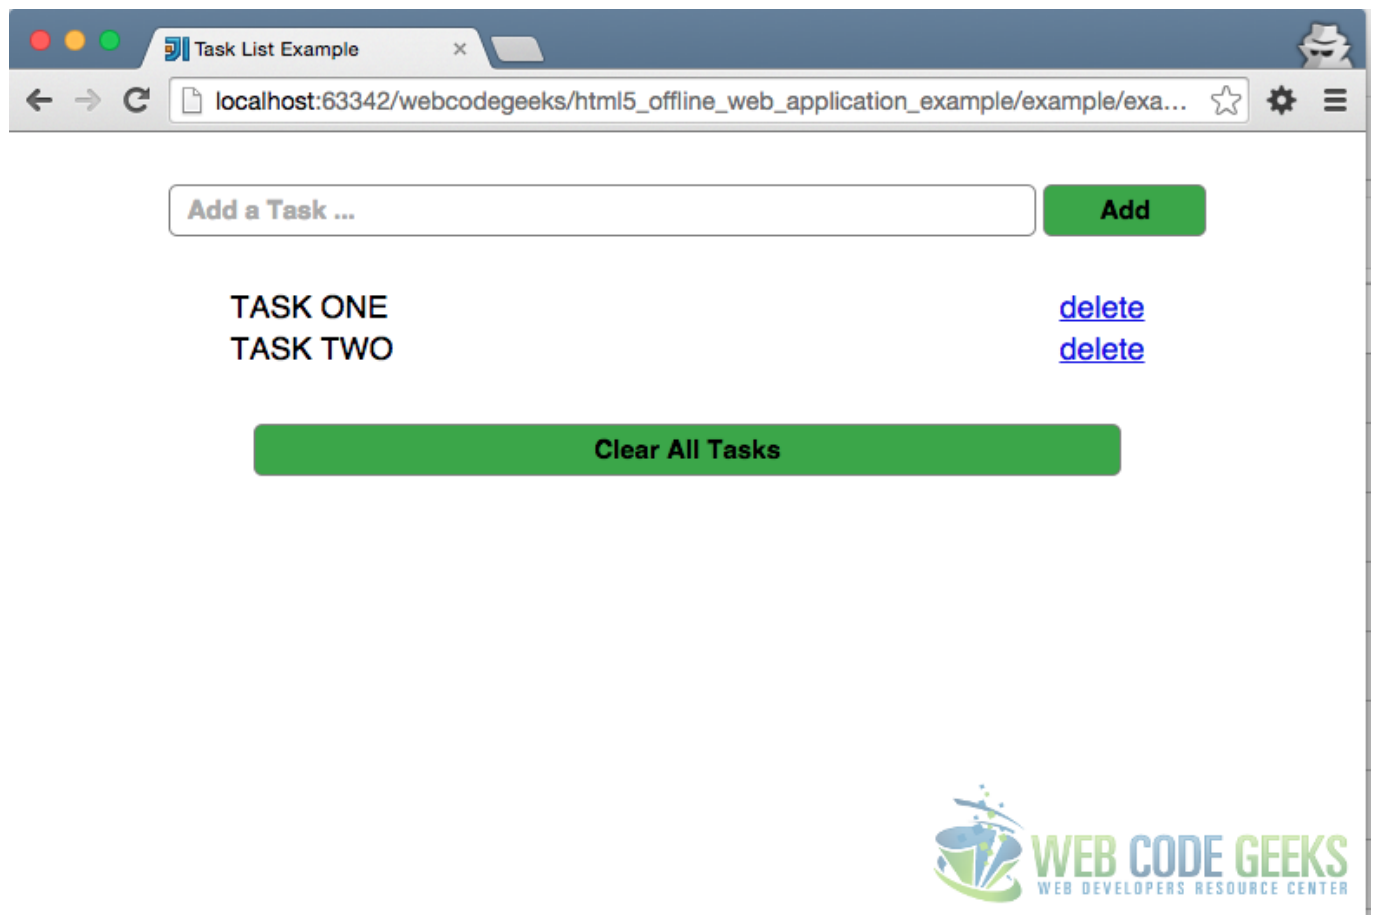 Task List Example
localhost:63342/webcodegeeks/html5_offline_web_application_example/example/exa...
Add a Task ...
Add
TASK ONE
delete
TASK TWO
delete
Clear All Tasks
WEB CODE GEEKS
WEB DEVELOPERS RESOURCE CENTER